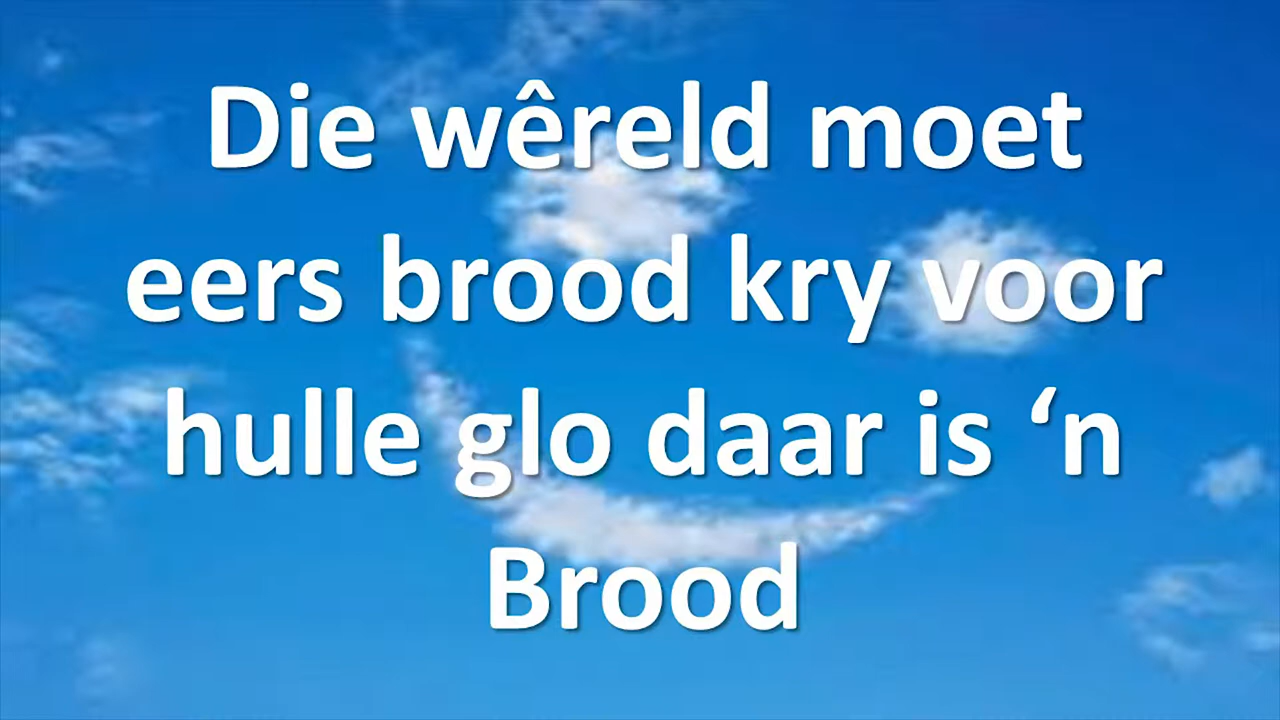 Die wêreld moet
eers brood kry voor
hulle glo daar is ‘n
Brood